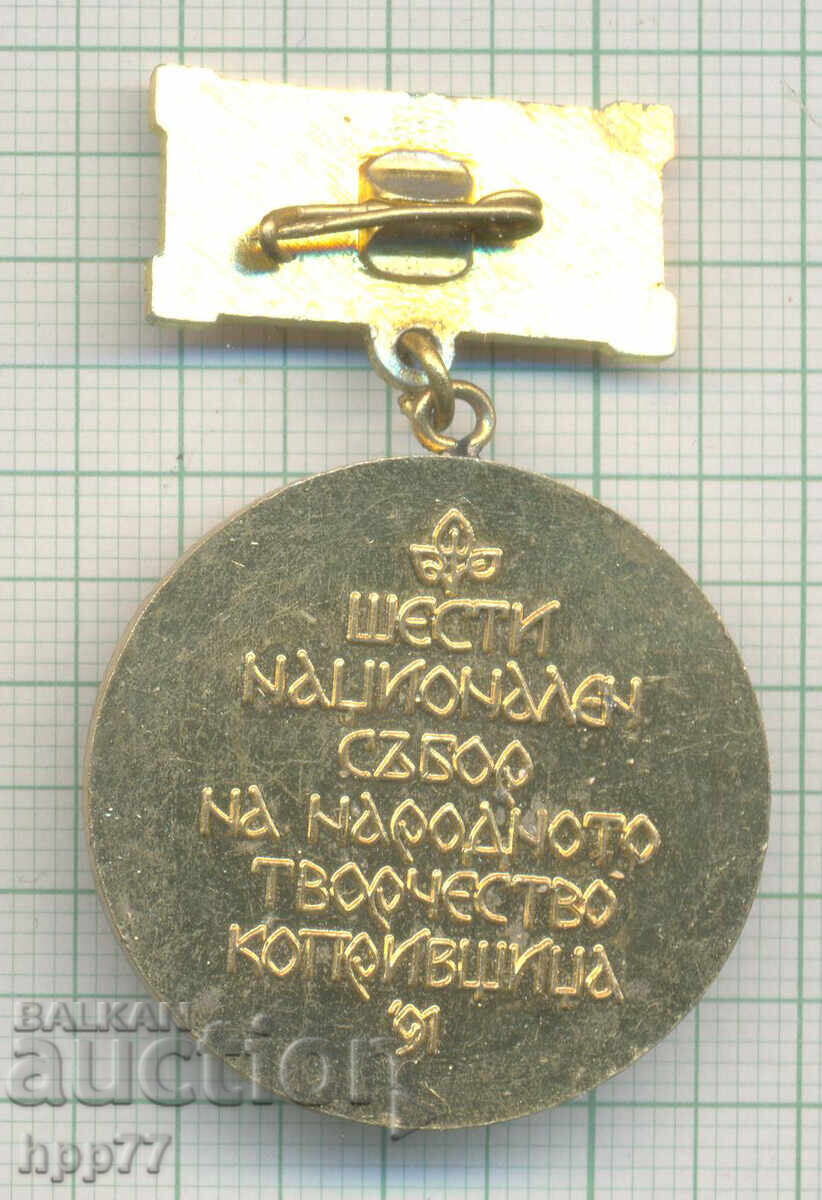 ШЕСТИ
НАЦИОНАЛЕН
СЪБОР
НА НАРОДНОТО
ТВОРЧЕСТВО
КОПРИВЩИЦА
'91
BALKAN
auction
hpp77